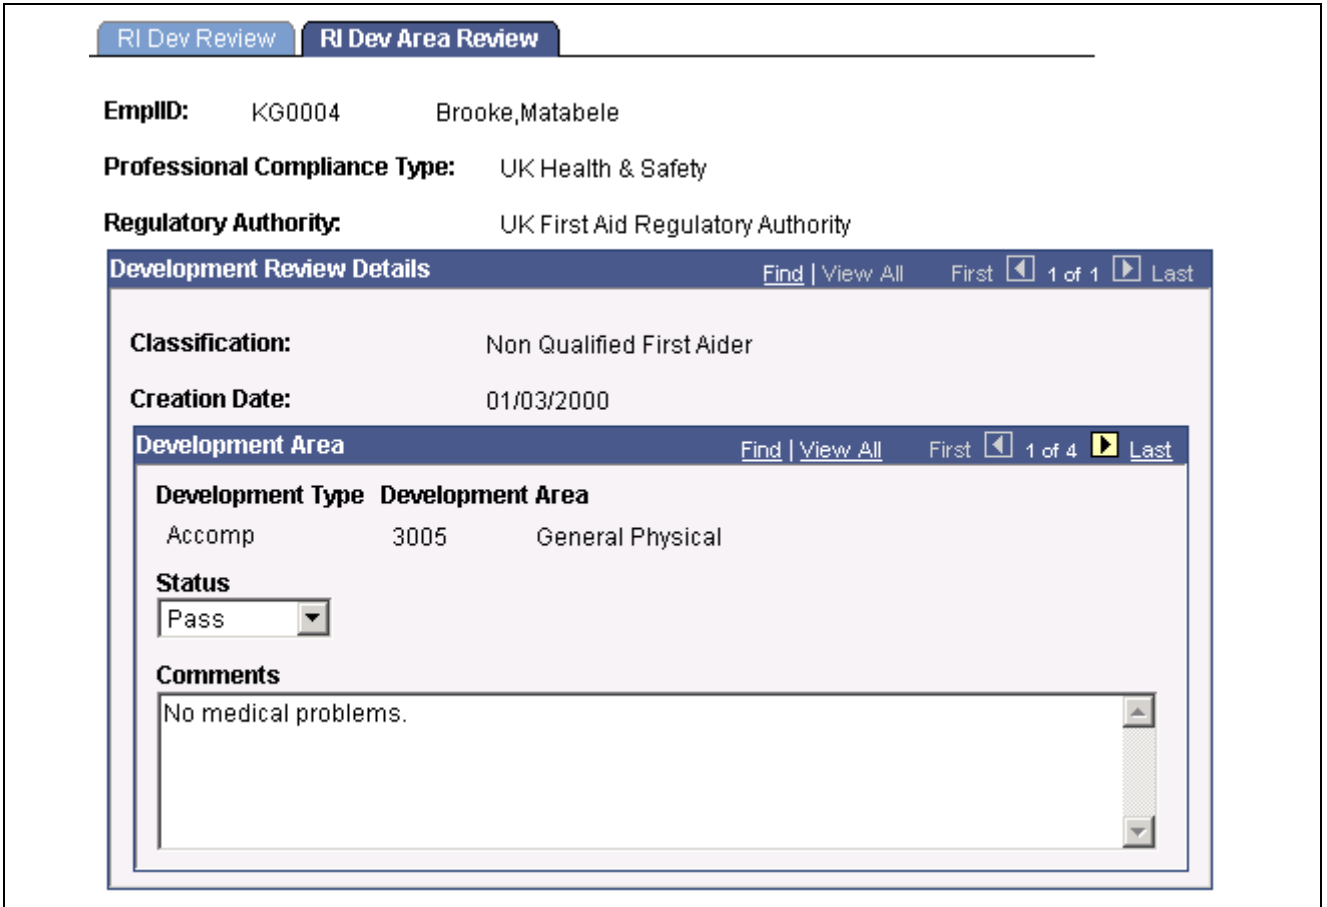 RI Dev Review RI Dev Area Review
EmplID: KG0004 Brooke,Matabele
Professional Compliance Type: UK Health & Safety
Regulatory Authority: UK First Aid Regulatory Authority
Development Review Details Find | View All First 1 of 1 Last
Classification: Non Qualified First Aider
Creation Date: 01/03/2000
Development Area Find | View All First 1 of 4 Last
Development Type Development Area
Accomp 3005 General Physical
Status
Pass
Comments
No medical problems.